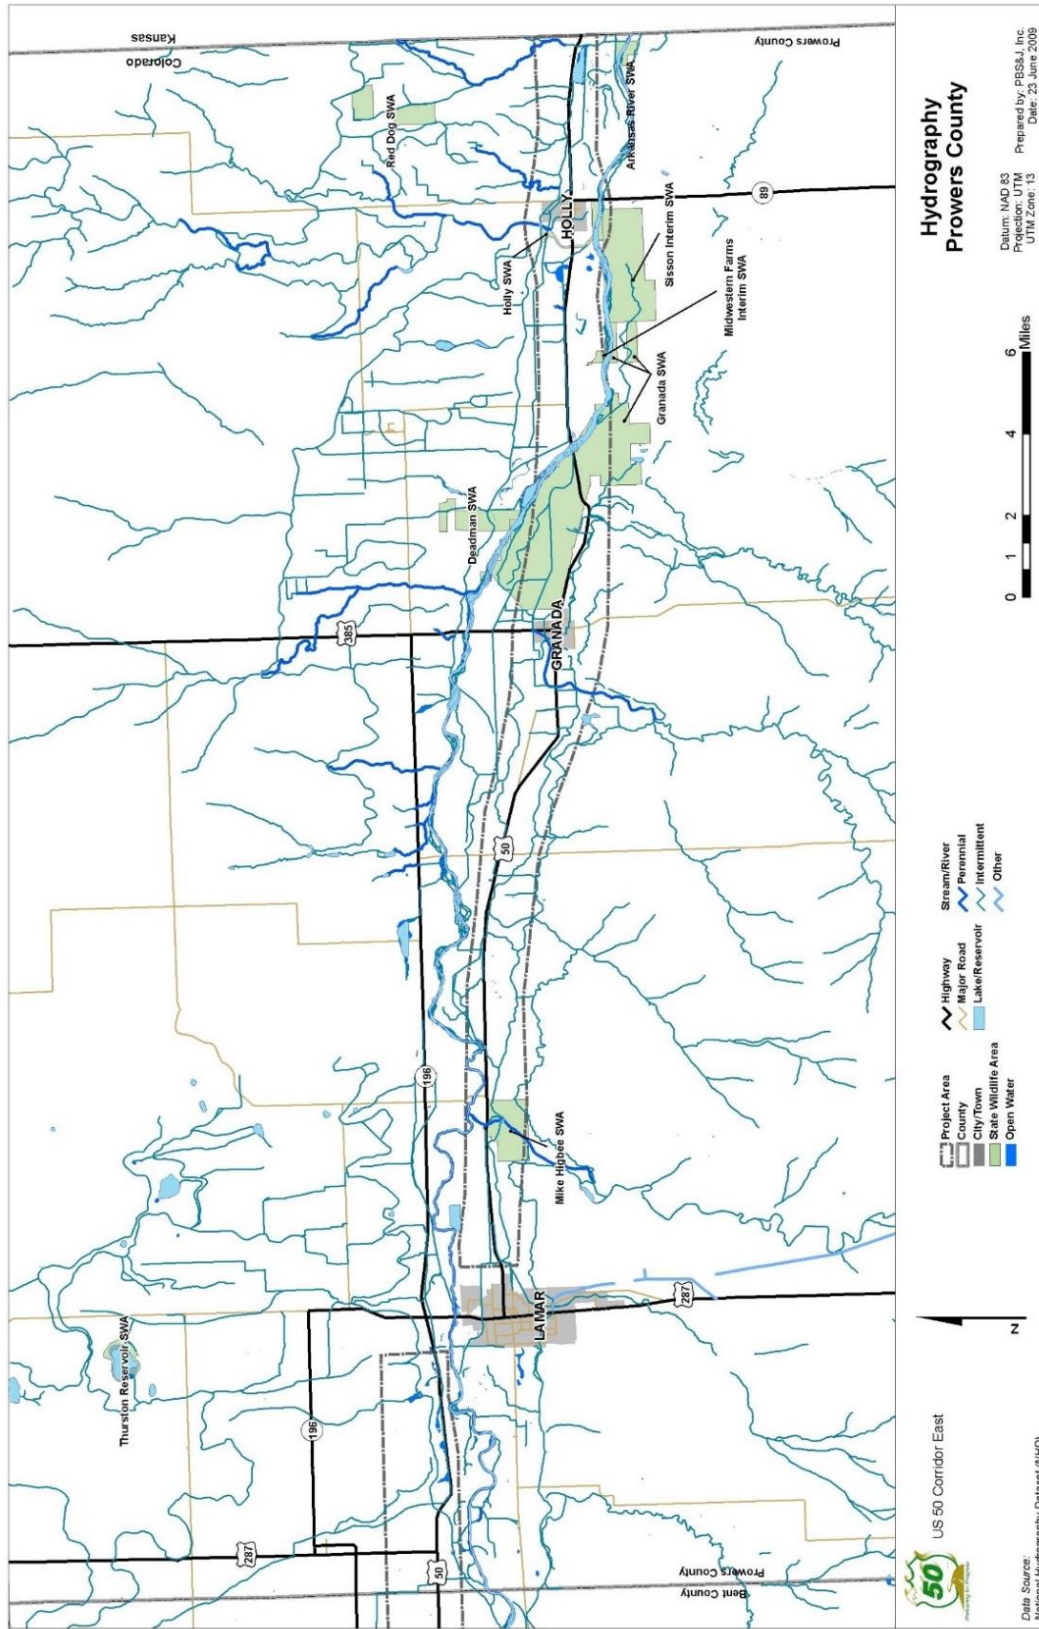 Kansas
Colorado
Prowers County
Red Dog SWA
Arkansas River SWA
HOLLY
89
Holly SWA
Sisson Interim SWA
Midwestern Farms
Interim SWA
Granada SWA
Deadman SWA
GRANADA
385
50
196
Mike Higbee SWA
LAMAR
287
Thurston Reservoir SWA
196
287
50
Prowers County
Bent County
50
US 50 Corridor East
Data Source:
National Hydrography Dataset (NHD)
N
Project Area
County
City/Town
State Wildlife Area
Open Water
Highway
Major Road
Lake/Reservoir
Stream/River
Perennial
Intermittent
Other
0 1 2 4 6
Miles
Hydrography
Prowers County
Datum: NAD 83
Projection: UTM
UTM Zone: 13
Prepared by: PBS&J, Inc.
Date: 23 June 2009